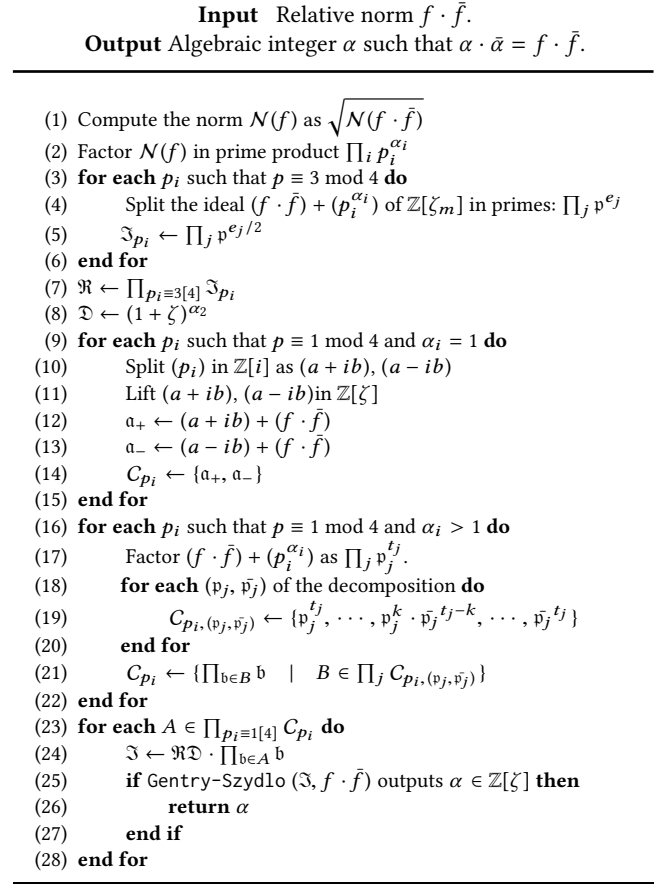 Input Relative norm f · f̄.
Output Algebraic integer α such that α · ᾱ = f · f̄.
(1) Compute the norm 𝒩(f) as √𝒩(f · f̄)
(2) Factor 𝒩(f) in prime product ∏_i p_i^{α_i}
(3) for each p_i such that p ≡ 3 mod 4 do
(4) Split the ideal (f · f̄) + (p_i^{α_i}) of ℤ[ζ_m] in primes: ∏_j 𝔭^{e_j}
(5) ℑ_{p_i} ← ∏_j 𝔭^{e_j/2}
(6) end for
(7) ℜ ← ∏_{p_i≡3[4]} ℑ_{p_i}
(8) 𝔇 ← (1 + ζ)^{α_2}
(9) for each p_i such that p ≡ 1 mod 4 and α_i = 1 do
(10) Split (p_i) in ℤ[i] as (a + ib), (a − ib)
(11) Lift (a + ib), (a − ib)in ℤ[ζ]
(12) 𝔞_+ ← (a + ib) + (f · f̄)
(13) 𝔞_− ← (a − ib) + (f · f̄)
(14) C_{p_i} ← {𝔞_+, 𝔞_−}
(15) end for
(16) for each p_i such that p ≡ 1 mod 4 and α_i > 1 do
(17) Factor (f · f̄) + (p_i^{α_i}) as ∏_j 𝔭_j^{t_j}.
(18) for each (𝔭_j, 𝔭̄_j) of the decomposition do
(19) C_{p_i,(𝔭_j,𝔭̄_j)} ← {𝔭_j^{t_j}, ⋯ , 𝔭_j^k · 𝔭̄_j^{t_j−k}, ⋯ , 𝔭̄_j^{t_j}}
(20) end for
(21) C_{p_i} ← {∏_{𝔟∈B} 𝔟 | B ∈ ∏_j C_{p_i,(𝔭_j,𝔭̄_j)}}
(22) end for
(23) for each A ∈ ∏_{p_i≡1[4]} C_{p_i} do
(24) ℑ ← ℜ𝔇 · ∏_{𝔟∈A} 𝔟
(25) if Gentry-Szydlo (ℑ, f · f̄) outputs α ∈ ℤ[ζ] then
(26) return α
(27) end if
(28) end for